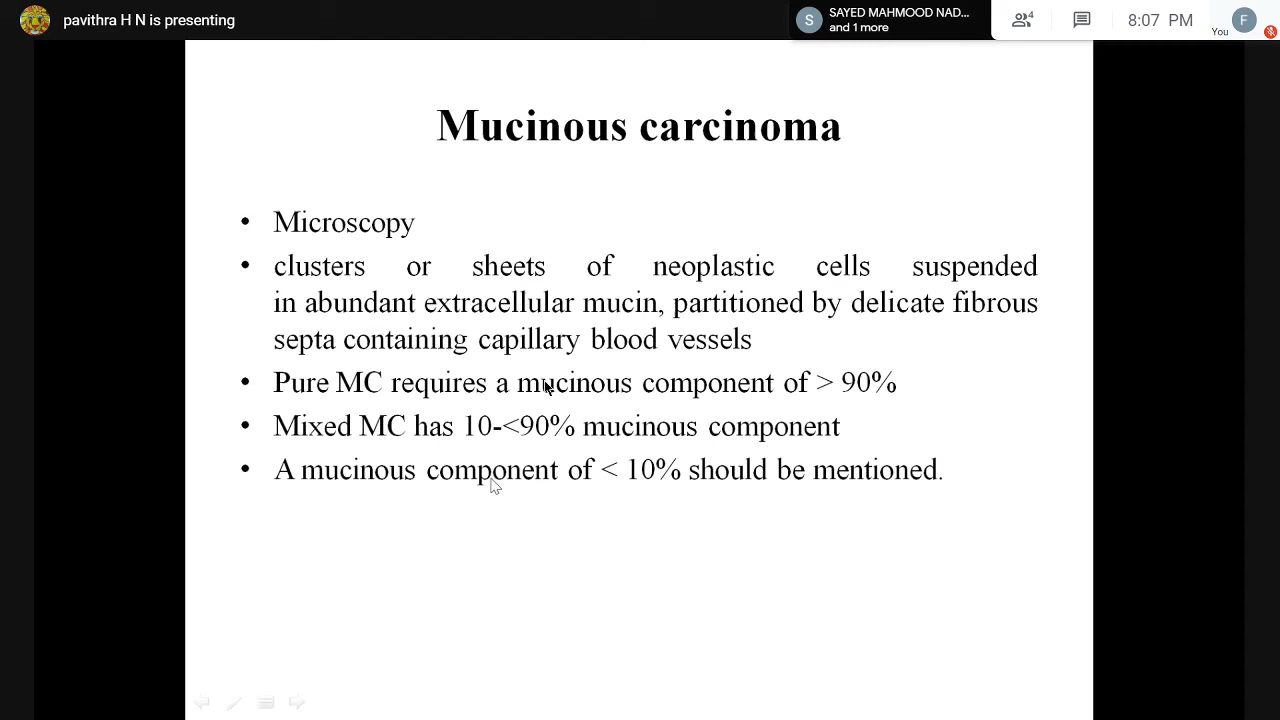 pavithra H N is presenting
SAYED MAHMOOD NAD...
and 1 more
S
4
8:07 PM
You
F
Mucinous carcinoma
• Microscopy
• clusters or sheets of neoplastic cells suspended
in abundant extracellular mucin, partitioned by delicate fibrous
septa containing capillary blood vessels
• Pure MC requires a mucinous component of > 90%
• Mixed MC has 10-<90% mucinous component
• A mucinous component of < 10% should be mentioned.